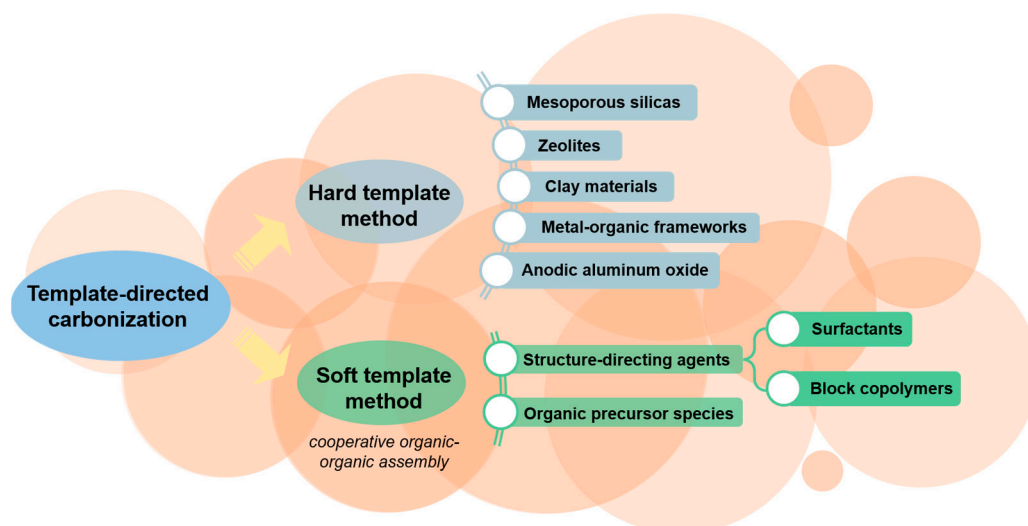 Template-directed
carbonization
Hard template
method
Mesoporous silicas
Zeolites
Clay materials
Metal-organic frameworks
Anodic aluminum oxide
Soft template
method
cooperative organic-
organic assembly
Structure-directing agents
Organic precursor species
Surfactants
Block copolymers